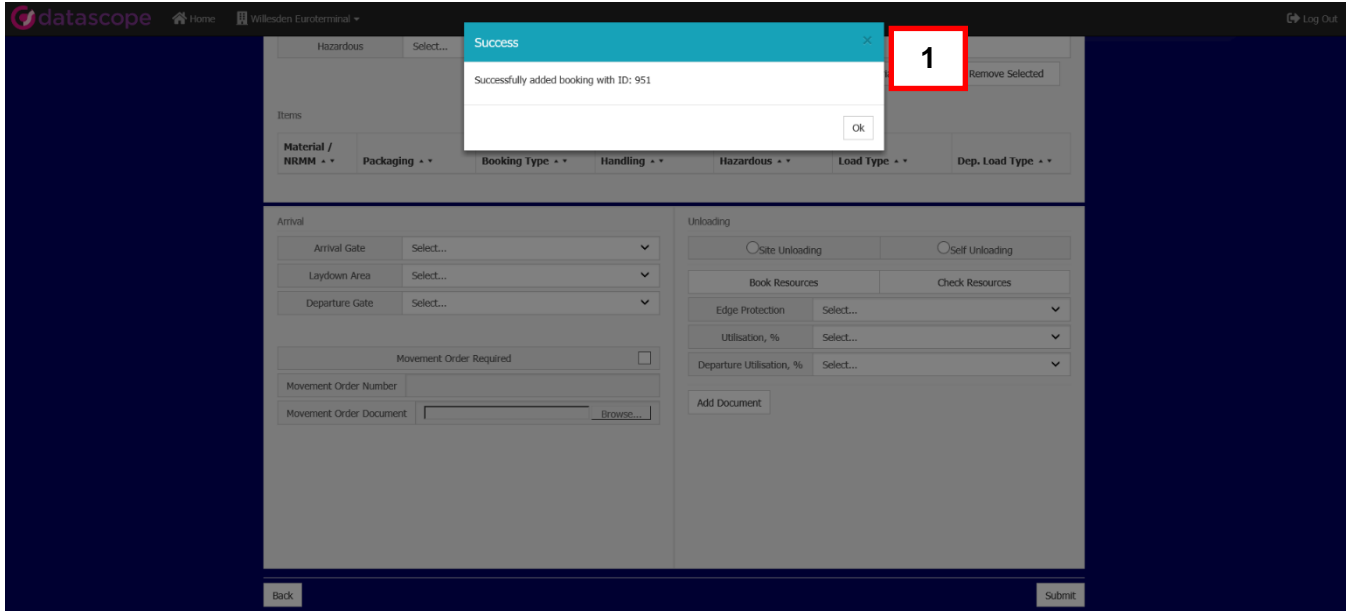 datascope Home Willesden Euroterminal Log Out
Success ×
Hazardous Select...
1
Successfully added booking with ID: 951
Remove Selected
Ok
Items
Material / NRMM Packaging Booking Type Handling Hazardous Load Type Dep. Load Type
Arrival
Arrival Gate Select...
Laydown Area Select...
Departure Gate Select...
Movement Order Required
Movement Order Number
Movement Order Document Browse...
Unloading
Site Unloading Self Unloading
Book Resources Check Resources
Edge Protection Select...
Utilisation, % Select...
Departure Utilisation, % Select...
Add Document
Back Submit